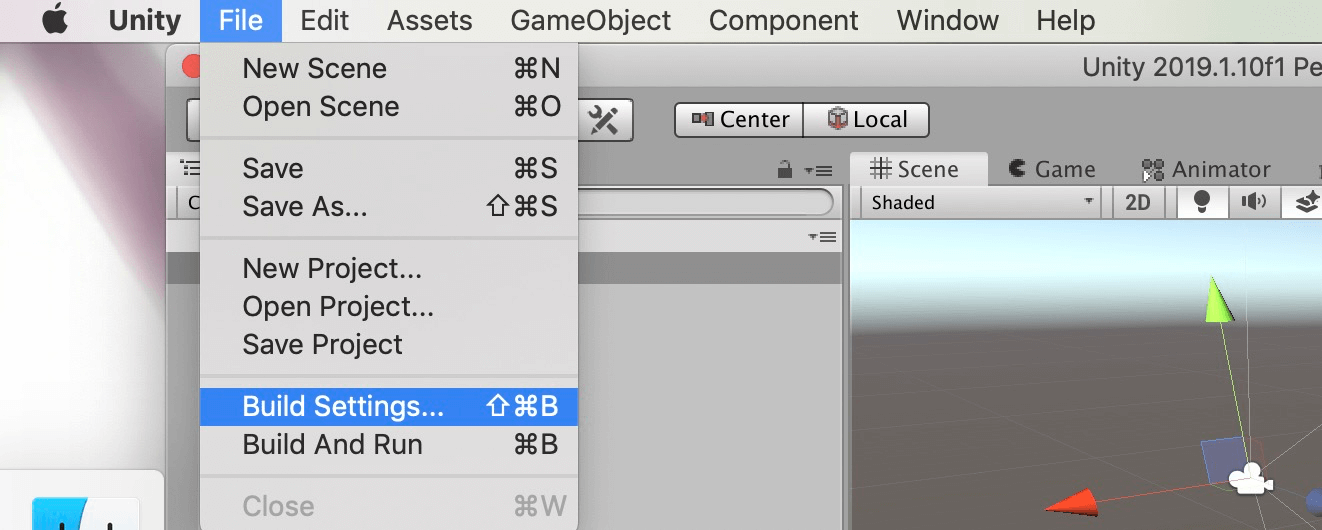 Unity File Edit Assets GameObject Component Window Help
Unity 2019.1.10f1 Pe
New Scene ⌘N
Open Scene ⌘O
Center Local
Save ⌘S
Scene Game Animator
Save As... ⇧⌘S
C
Shaded 2D
New Project...
Open Project...
Save Project
Build Settings... ⇧⌘B
Build And Run ⌘B
Close ⌘W